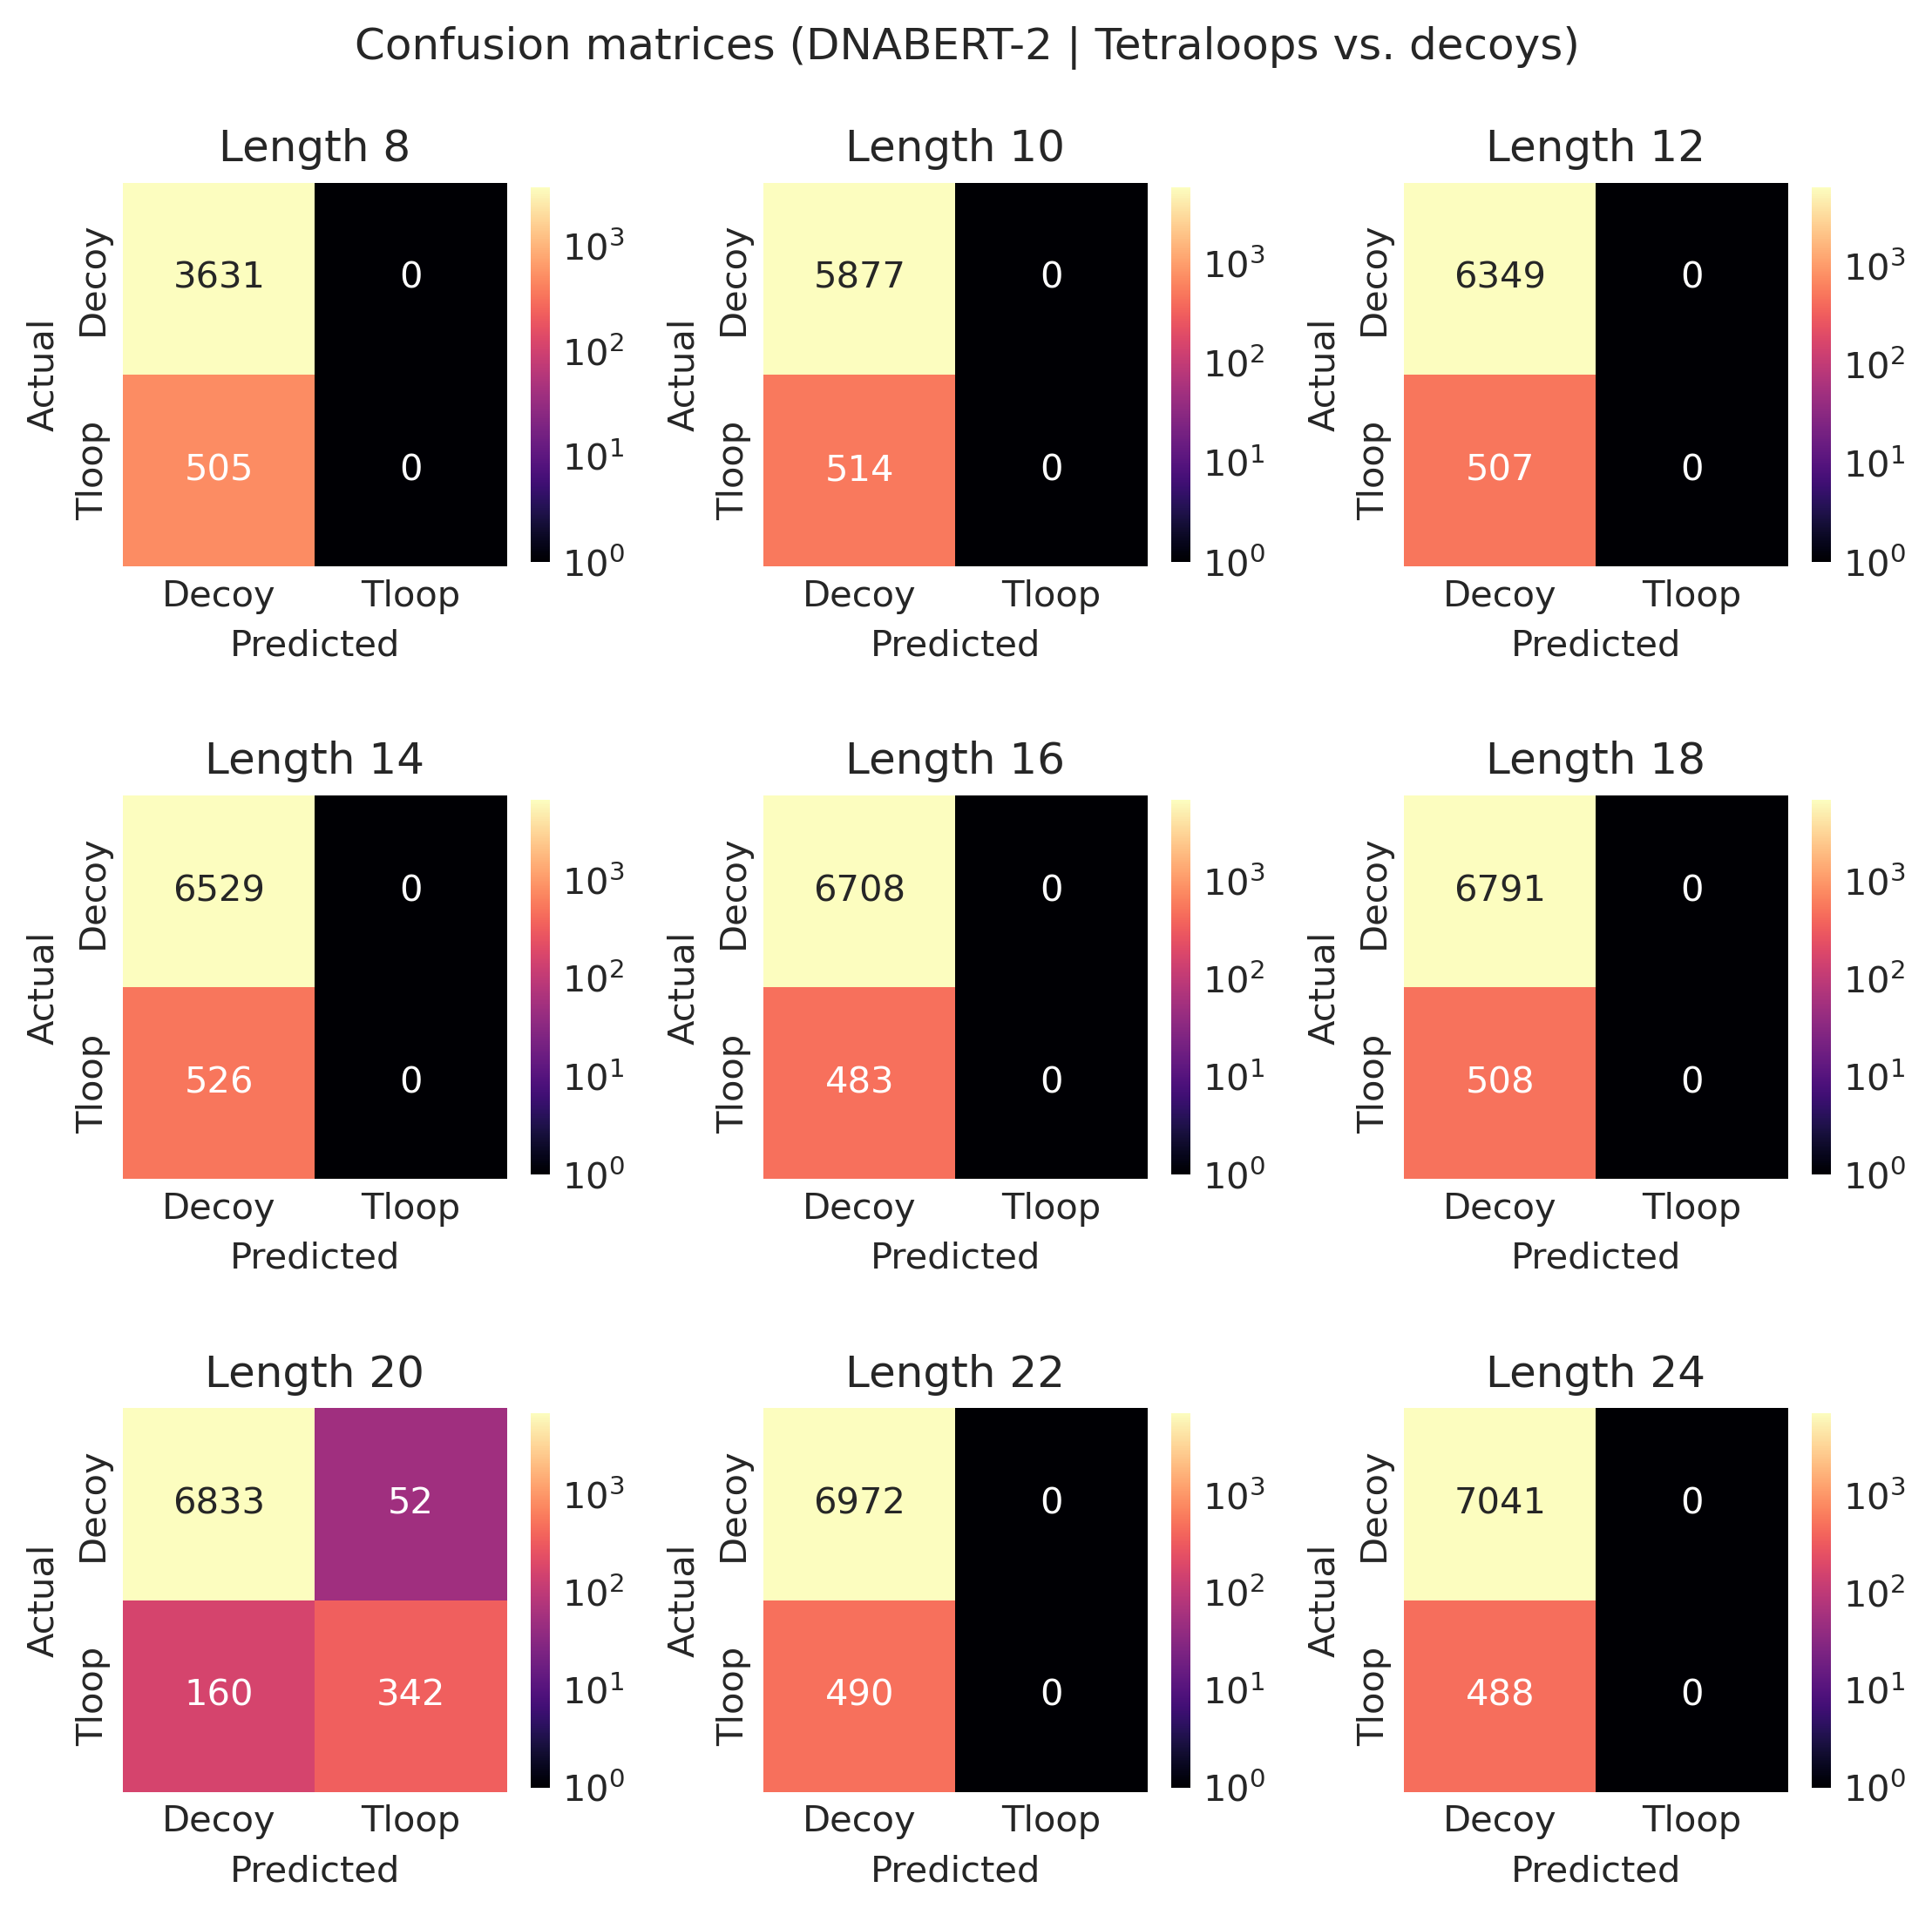 Confusion matrices (DNABERT-2 | Tetraloops vs. decoys)
Length 8
Actual
Decoy
Tloop
3631 0
505 0
Decoy Tloop
Predicted
10³
10²
10¹
10⁰
Length 10
Actual
Decoy
Tloop
5877 0
514 0
Decoy Tloop
Predicted
10³
10²
10¹
10⁰
Length 12
Actual
Decoy
Tloop
6349 0
507 0
Decoy Tloop
Predicted
10³
10²
10¹
10⁰
Length 14
Actual
Decoy
Tloop
6529 0
526 0
Decoy Tloop
Predicted
10³
10²
10¹
10⁰
Length 16
Actual
Decoy
Tloop
6708 0
483 0
Decoy Tloop
Predicted
10³
10²
10¹
10⁰
Length 18
Actual
Decoy
Tloop
6791 0
508 0
Decoy Tloop
Predicted
10³
10²
10¹
10⁰
Length 20
Actual
Decoy
Tloop
6833 52
160 342
Decoy Tloop
Predicted
10³
10²
10¹
10⁰
Length 22
Actual
Decoy
Tloop
6972 0
490 0
Decoy Tloop
Predicted
10³
10²
10¹
10⁰
Length 24
Actual
Decoy
Tloop
7041 0
488 0
Decoy Tloop
Predicted
10³
10²
10¹
10⁰